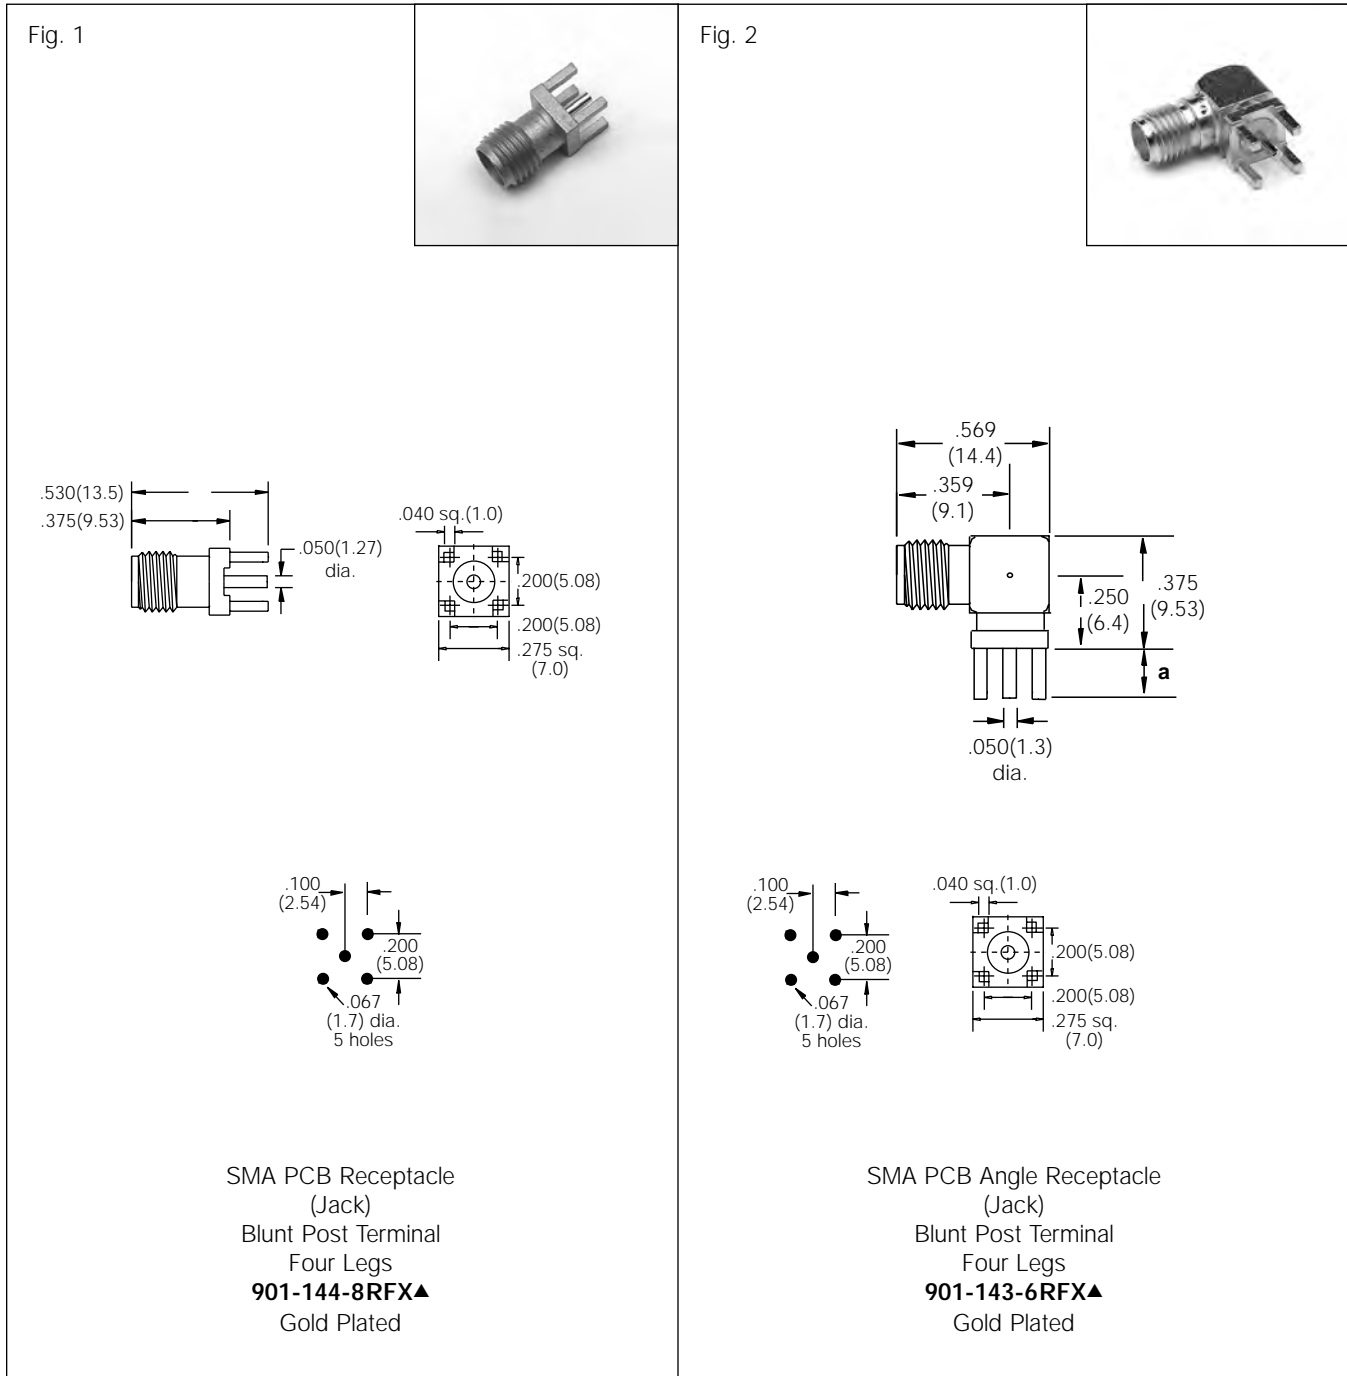 Fig. 1
.530(13.5)
.375(9.53)
.050(1.27)
dia.
.040 sq.(1.0)
.200(5.08)
.200(5.08)
.275 sq.
(7.0)
.100
(2.54)
.200
(5.08)
.067
(1.7) dia.
5 holes
SMA PCB Receptacle
(Jack)
Blunt Post Terminal
Four Legs
901-144-8RFX▲
Gold Plated
Fig. 2
.569
(14.4)
.359
(9.1)
.250
(6.4)
.375
(9.53)
a
.050(1.3)
dia.
.100
(2.54)
.200
(5.08)
.067
(1.7) dia.
5 holes
.040 sq.(1.0)
.200(5.08)
.200(5.08)
.275 sq.
(7.0)
SMA PCB Angle Receptacle
(Jack)
Blunt Post Terminal
Four Legs
901-143-6RFX▲
Gold Plated